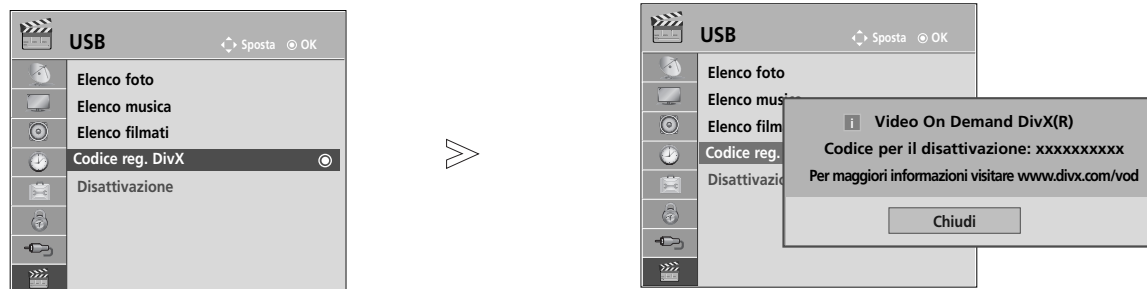 USB
Sposta OK
Elenco foto
Elenco musica
Elenco filmati
Codice reg. DivX
Disattivazione
USB
Sposta OK
Elenco foto
Elenco musica
Elenco film
Codice reg.
Disattivazio
i Video On Demand DivX(R)
Codice per il disattivazione: xxxxxxxxxx
Per maggiori informazioni visitare www.divx.com/vod
Chiudi